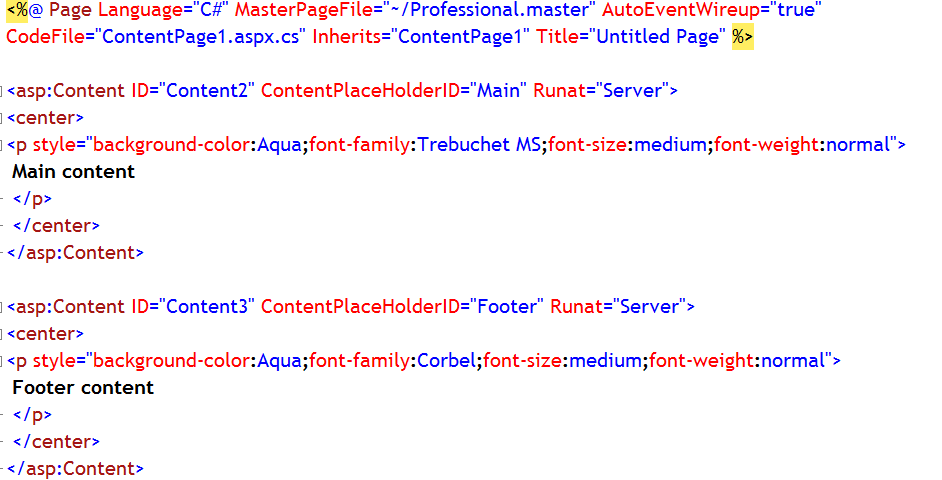 <%@ Page Language="C#" MasterPageFile="~/Professional.master" AutoEventWireup="true"
CodeFile="ContentPage1.aspx.cs" Inherits="ContentPage1" Title="Untitled Page" %>
<asp:Content ID="Content2" ContentPlaceHolderID="Main" Runat="Server">
<center>
<p style="background-color:Aqua;font-family:Trebuchet MS;font-size:medium;font-weight:normal">
Main content
</p>
</center>
</asp:Content>
<asp:Content ID="Content3" ContentPlaceHolderID="Footer" Runat="Server">
<center>
<p style="background-color:Aqua;font-family:Corbel;font-size:medium;font-weight:normal">
Footer content
</p>
</center>
</asp:Content>